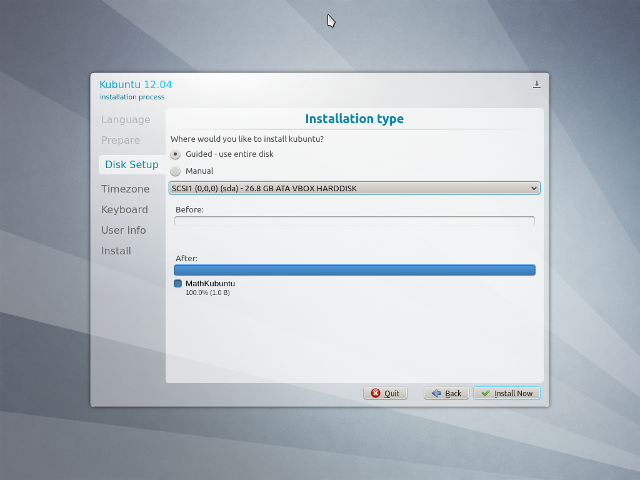 Kubuntu 12.04
installation process
Language
Prepare
Disk Setup
Timezone
Keyboard
User Info
Install
Installation type
Where would you like to install kubuntu?
Guided - use entire disk
Manual
SCSI1 (0,0,0) (sda) - 26.8 GB ATA VBOX HARDDISK
Before:
After:
MathKubuntu
100.0% (1.0 B)
Quit
Back
Install Now